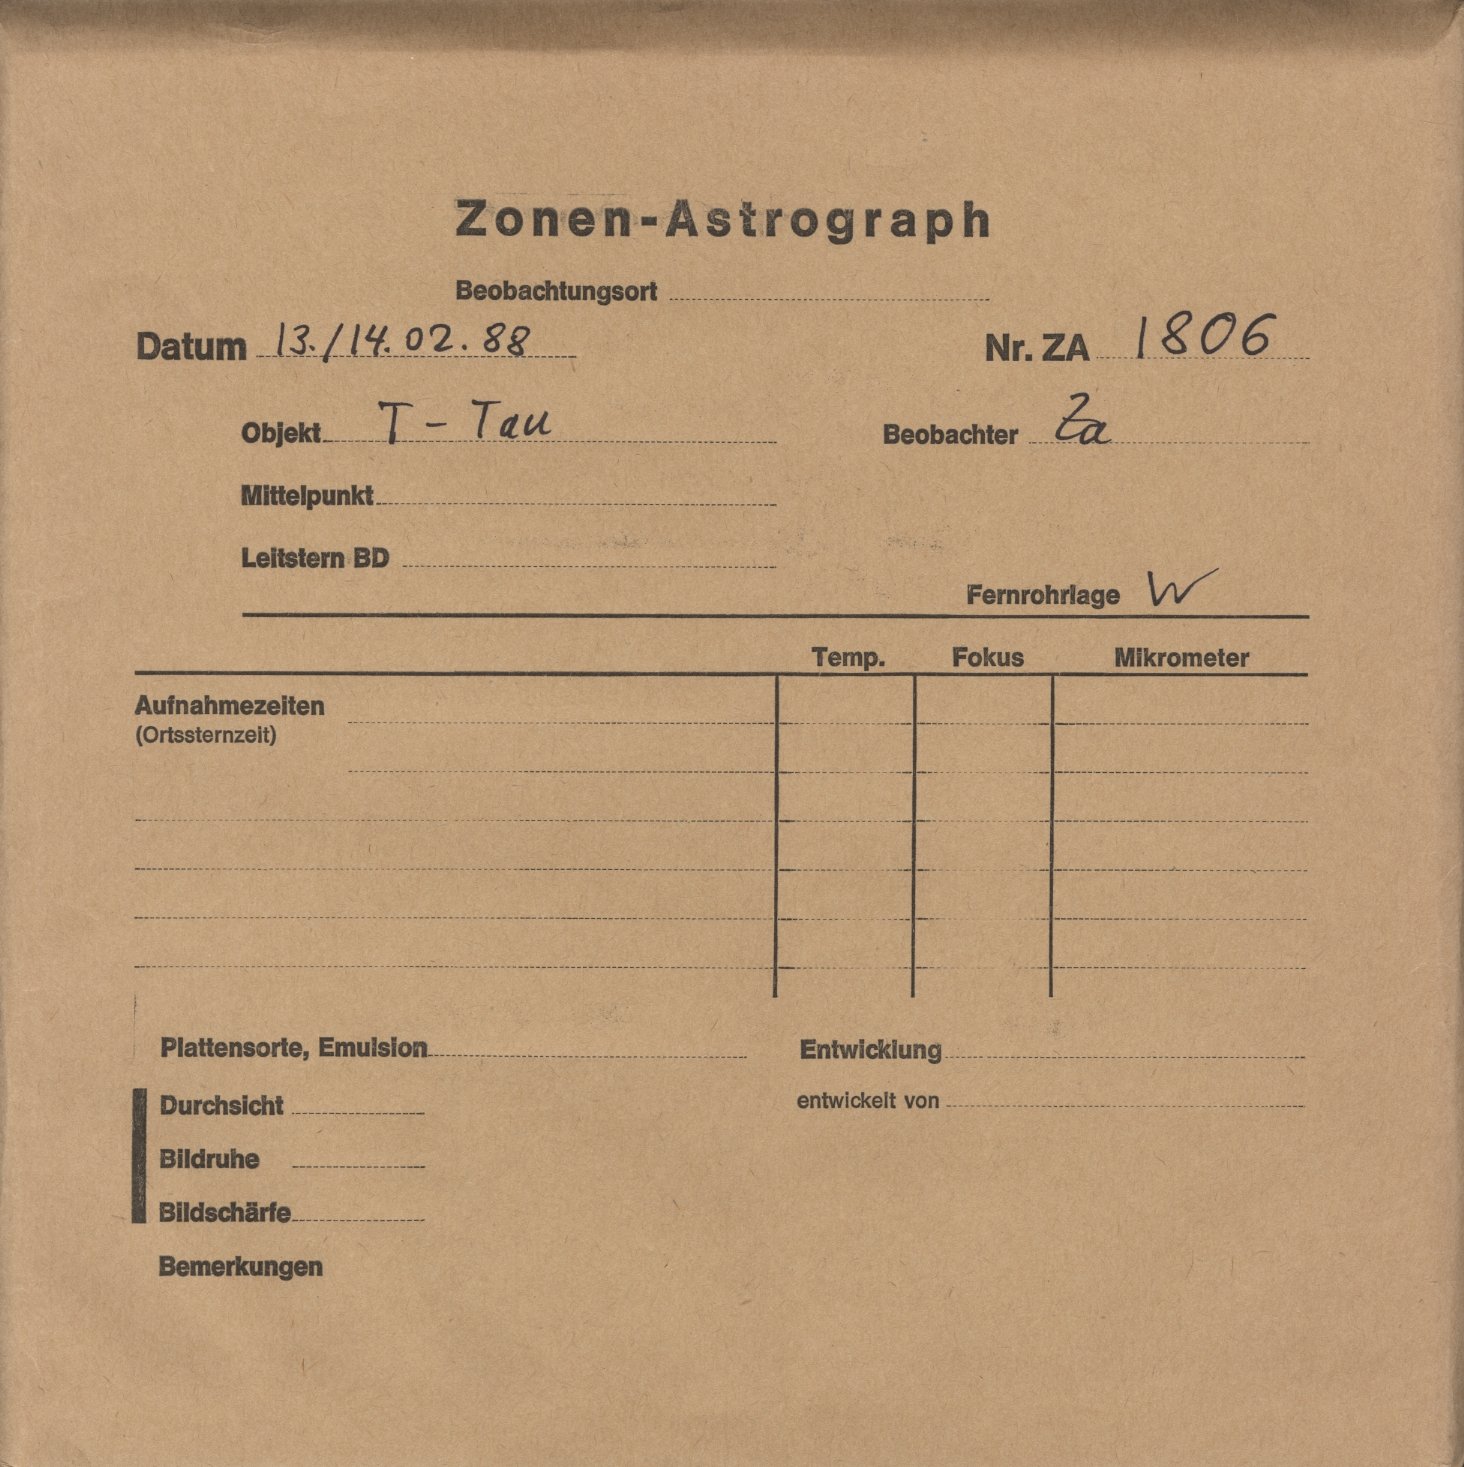 Zonen-Astrograph
Beobachtungsort
Datum 13./14.02.88 Nr. ZA 1806
Objekt T - Tau Beobachter Za
Mittelpunkt
Leitstern BD
Fernrohrlage W
Temp. Fokus Mikrometer
Aufnahmezeiten
(Ortssternzeit)
Plattensorte, Emulsion Entwicklung
Durchsicht entwickelt von
Bildruhe
Bildschärfe
Bemerkungen